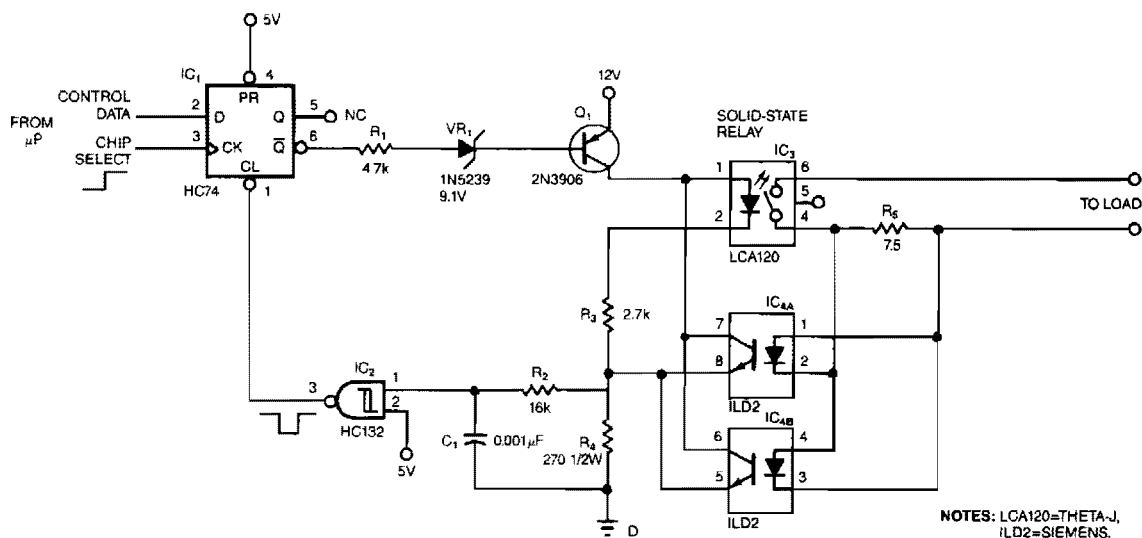 5V
IC1
4
PR
CONTROL DATA
2
D
Q
5
NC
FROM μP
CHIP SELECT
3
CK
Q
6
CL
HC74
1
R1
4.7k
VR1
1N5239
9.1V
12V
Q1
2N3906
SOLID-STATE RELAY
IC3
1
6
5
2
4
LCA120
R5
7.5
TO LOAD
R3
2.7k
IC4A
7
1
8
2
ILD2
IC2
3
1
2
HC132
5V
R2
16k
C1
0.001μF
R4
270 1/2W
D
IC4B
6
4
5
3
ILD2
NOTES: LCA120=THETA-J,
ILD2=SIEMENS.